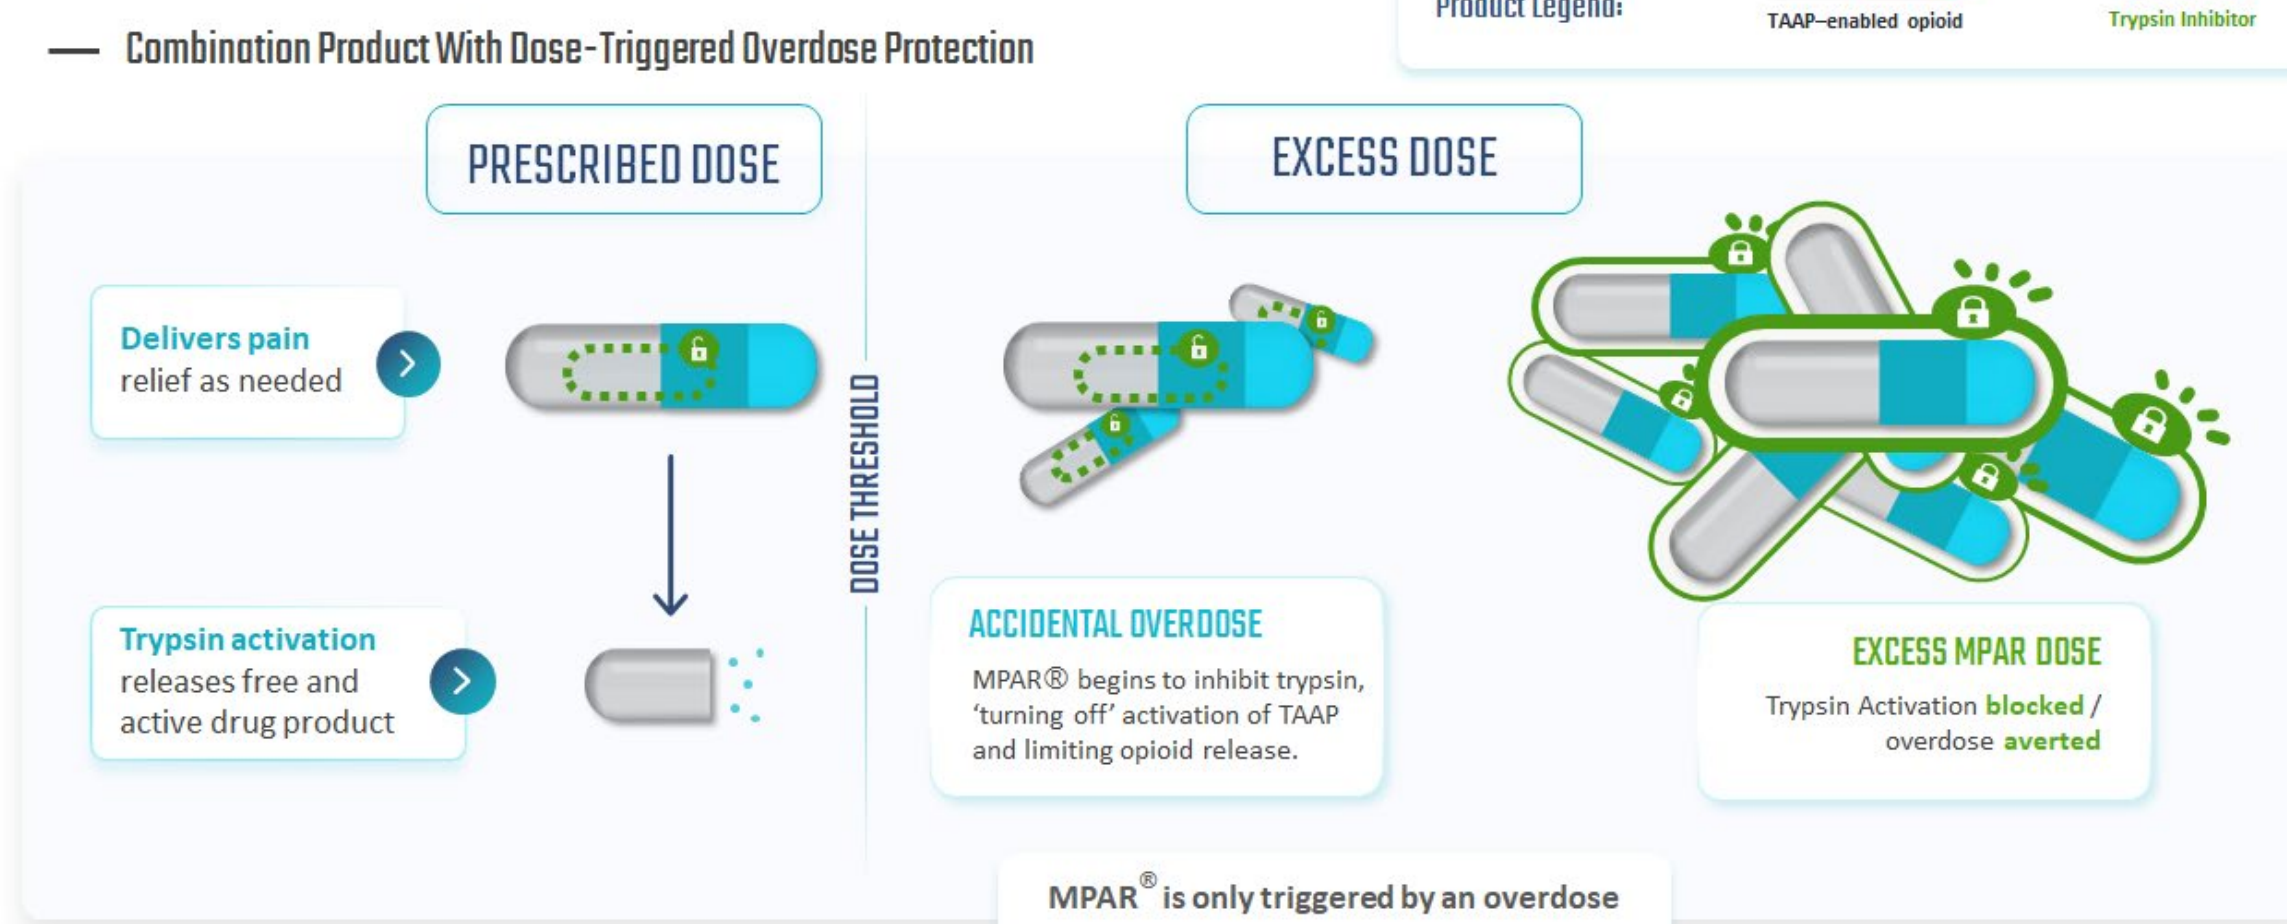 Product Legend:
TAAP–enabled opioid
Trypsin Inhibitor
Combination Product With Dose-Triggered Overdose Protection
PRESCRIBED DOSE
EXCESS DOSE
Delivers pain
relief as needed
DOSE THRESHOLD
Trypsin activation
releases free and
active drug product
ACCIDENTAL OVERDOSE
MPAR® begins to inhibit trypsin,
‘turning off’ activation of TAAP
and limiting opioid release.
EXCESS MPAR DOSE
Trypsin Activation blocked /
overdose averted
MPAR® is only triggered by an overdose